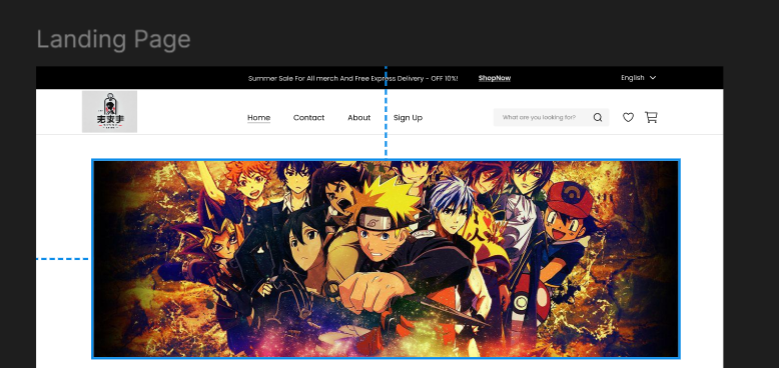 Landing Page
Summer Sale For All merch And Free Express Delivery - OFF 10%! ShopNow English
Home Contact About Sign Up What are you looking for?